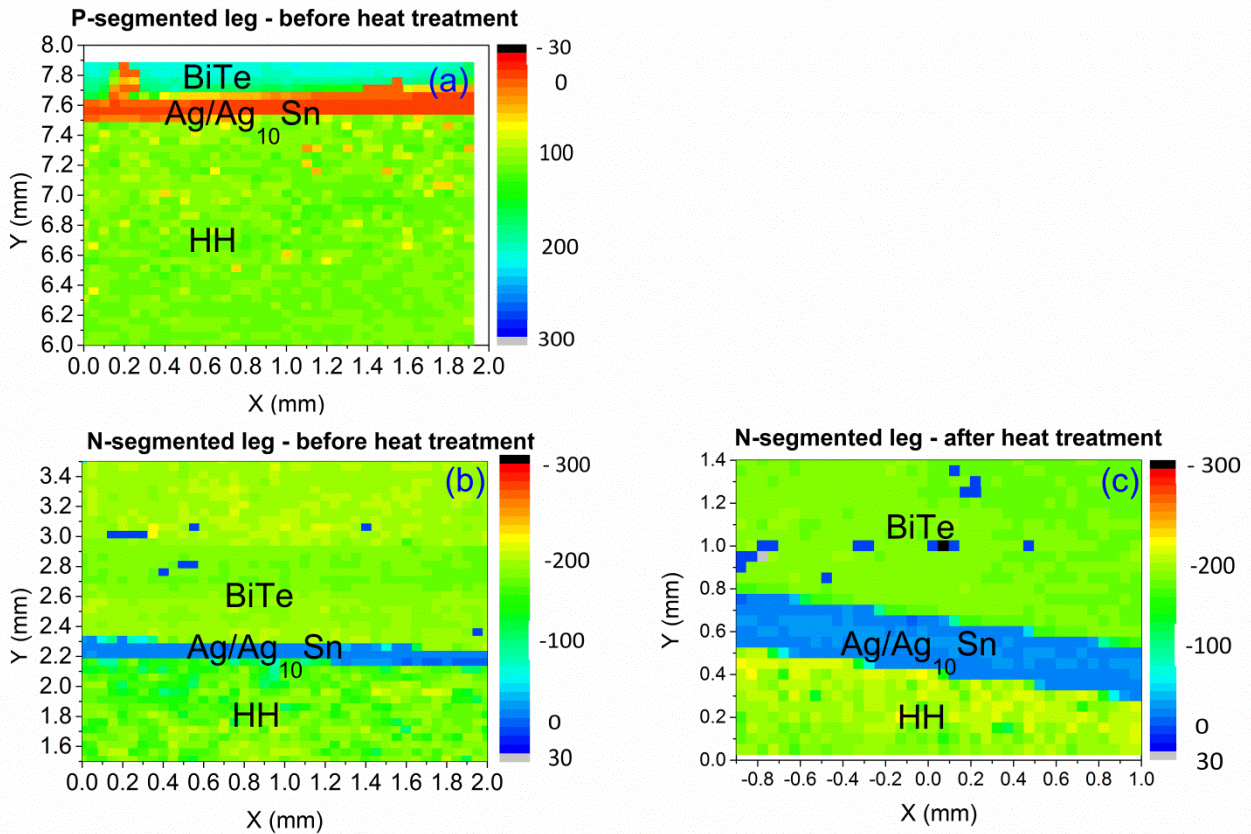 P-segmented leg - before heat treatment
8.0
7.8
7.6
7.4
7.2
7.0
6.8
6.6
6.4
6.2
6.0
Y (mm)
BiTe
(a)
Ag/Ag10Sn
HH
0.0 0.2 0.4 0.6 0.8 1.0 1.2 1.4 1.6 1.8 2.0
X (mm)
- 30
0
100
200
300
N-segmented leg - before heat treatment
3.4
3.2
3.0
2.8
2.6
2.4
2.2
2.0
1.8
1.6
Y (mm)
(b)
BiTe
Ag/Ag10Sn
HH
0.0 0.2 0.4 0.6 0.8 1.0 1.2 1.4 1.6 1.8 2.0
X (mm)
- 300
-200
-100
0
30
N-segmented leg - after heat treatment
1.4
1.2
1.0
0.8
0.6
0.4
0.2
0.0
Y (mm)
(c)
BiTe
Ag/Ag10Sn
HH
-0.8 -0.6 -0.4 -0.2 0.0 0.2 0.4 0.6 0.8 1.0
X (mm)
- 300
-200
-100
0
30